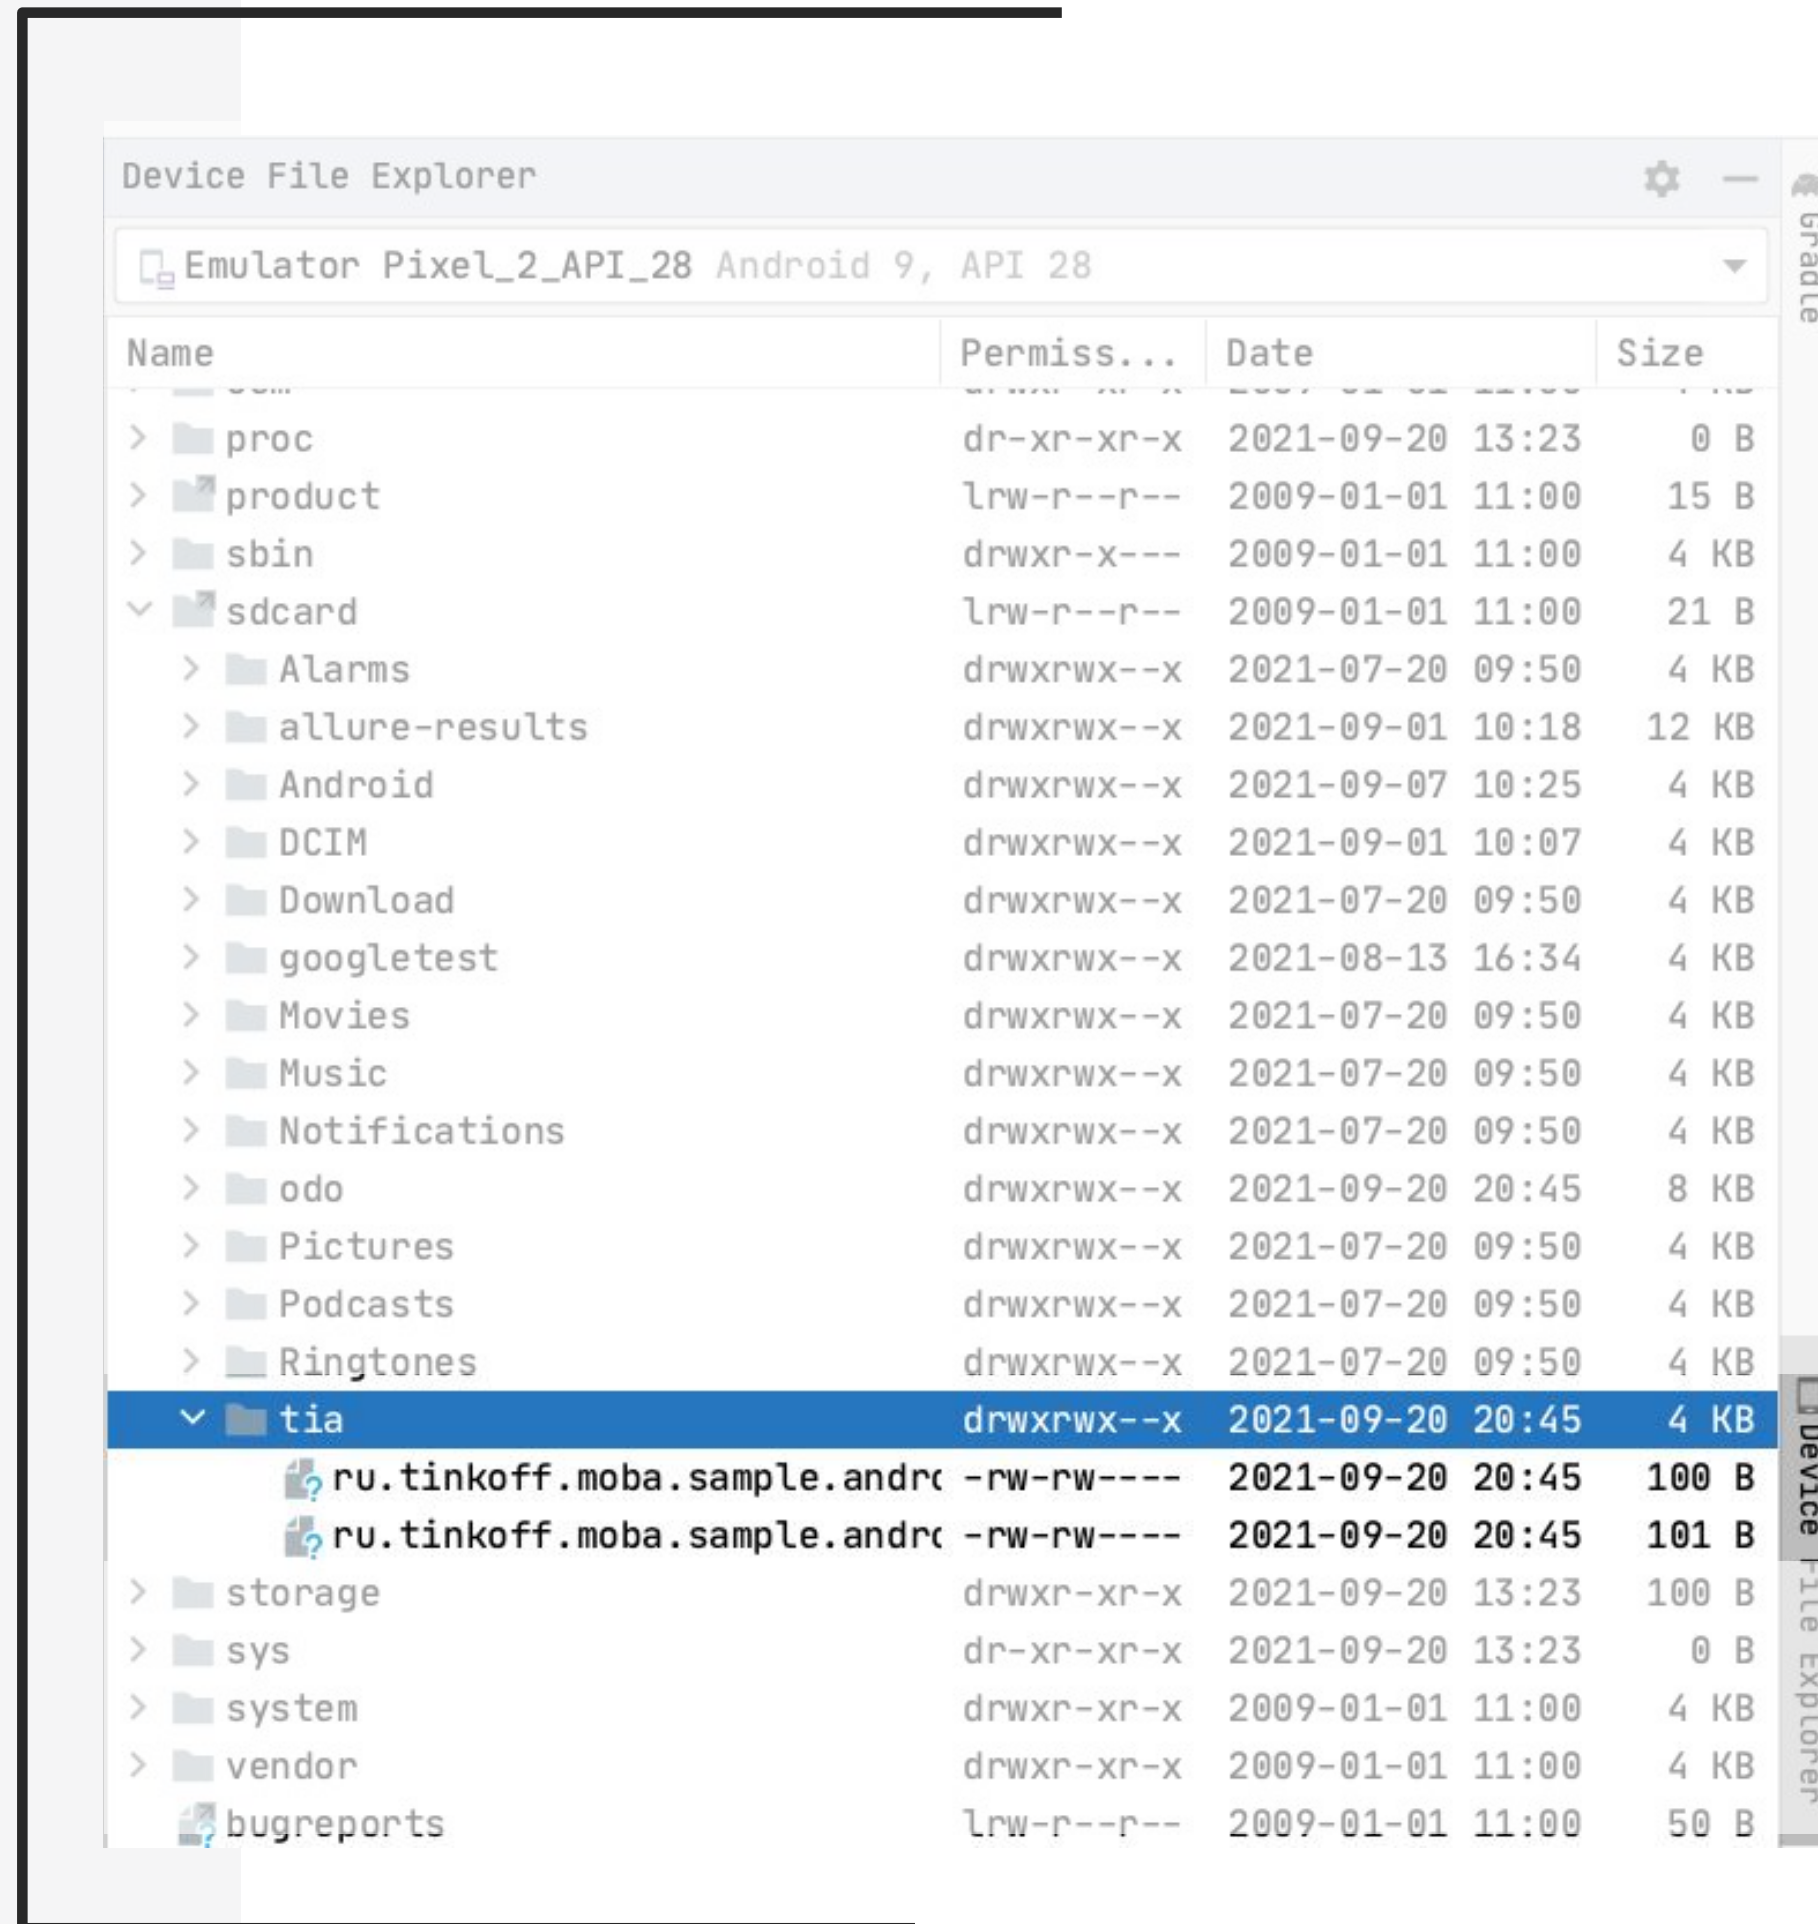 Device File Explorer
Emulator Pixel_2_API_28 Android 9, API 28
Name Permiss... Date Size
proc dr-xr-xr-x 2021-09-20 13:23 0 B
product lrw-r--r-- 2009-01-01 11:00 15 B
sbin drwxr-x--- 2009-01-01 11:00 4 KB
sdcard lrw-r--r-- 2009-01-01 11:00 21 B
Alarms drwxrwx--x 2021-07-20 09:50 4 KB
allure-results drwxrwx--x 2021-09-01 10:18 12 KB
Android drwxrwx--x 2021-09-07 10:25 4 KB
DCIM drwxrwx--x 2021-09-01 10:07 4 KB
Download drwxrwx--x 2021-07-20 09:50 4 KB
googletest drwxrwx--x 2021-08-13 16:34 4 KB
Movies drwxrwx--x 2021-07-20 09:50 4 KB
Music drwxrwx--x 2021-07-20 09:50 4 KB
Notifications drwxrwx--x 2021-07-20 09:50 4 KB
odo drwxrwx--x 2021-09-20 20:45 8 KB
Pictures drwxrwx--x 2021-07-20 09:50 4 KB
Podcasts drwxrwx--x 2021-07-20 09:50 4 KB
Ringtones drwxrwx--x 2021-07-20 09:50 4 KB
tia drwxrwx--x 2021-09-20 20:45 4 KB
ru.tinkoff.moba.sample.andro -rw-rw---- 2021-09-20 20:45 100 B
ru.tinkoff.moba.sample.andro -rw-rw---- 2021-09-20 20:45 101 B
storage drwxr-xr-x 2021-09-20 13:23 100 B
sys dr-xr-xr-x 2021-09-20 13:23 0 B
system drwxr-xr-x 2009-01-01 11:00 4 KB
vendor drwxr-xr-x 2009-01-01 11:00 4 KB
bugreports lrw-r--r-- 2009-01-01 11:00 50 B
Gradle
Device File Explorer